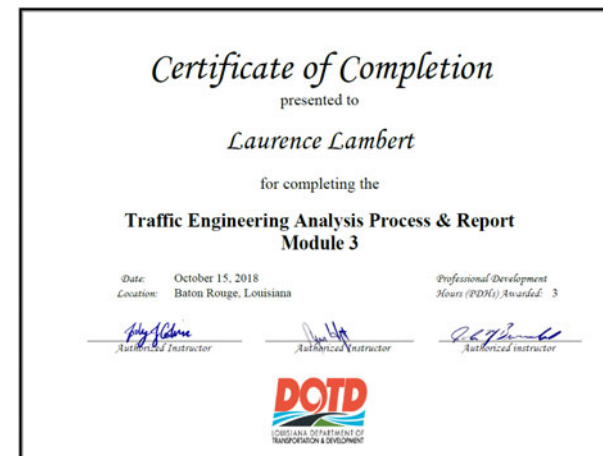 Certificate of Completion
presented to
Laurence Lambert
for completing the
Traffic Engineering Analysis Process & Report
Module 3
Date: October 15, 2018
Location: Baton Rouge, Louisiana
Professional Development
Hours (PDHs) Awarded: 3
Authorized Instructor
Authorized Instructor
Authorized instructor
DOTD
LOUISIANA DEPARTMENT OF
TRANSPORTATION & DEVELOPMENT